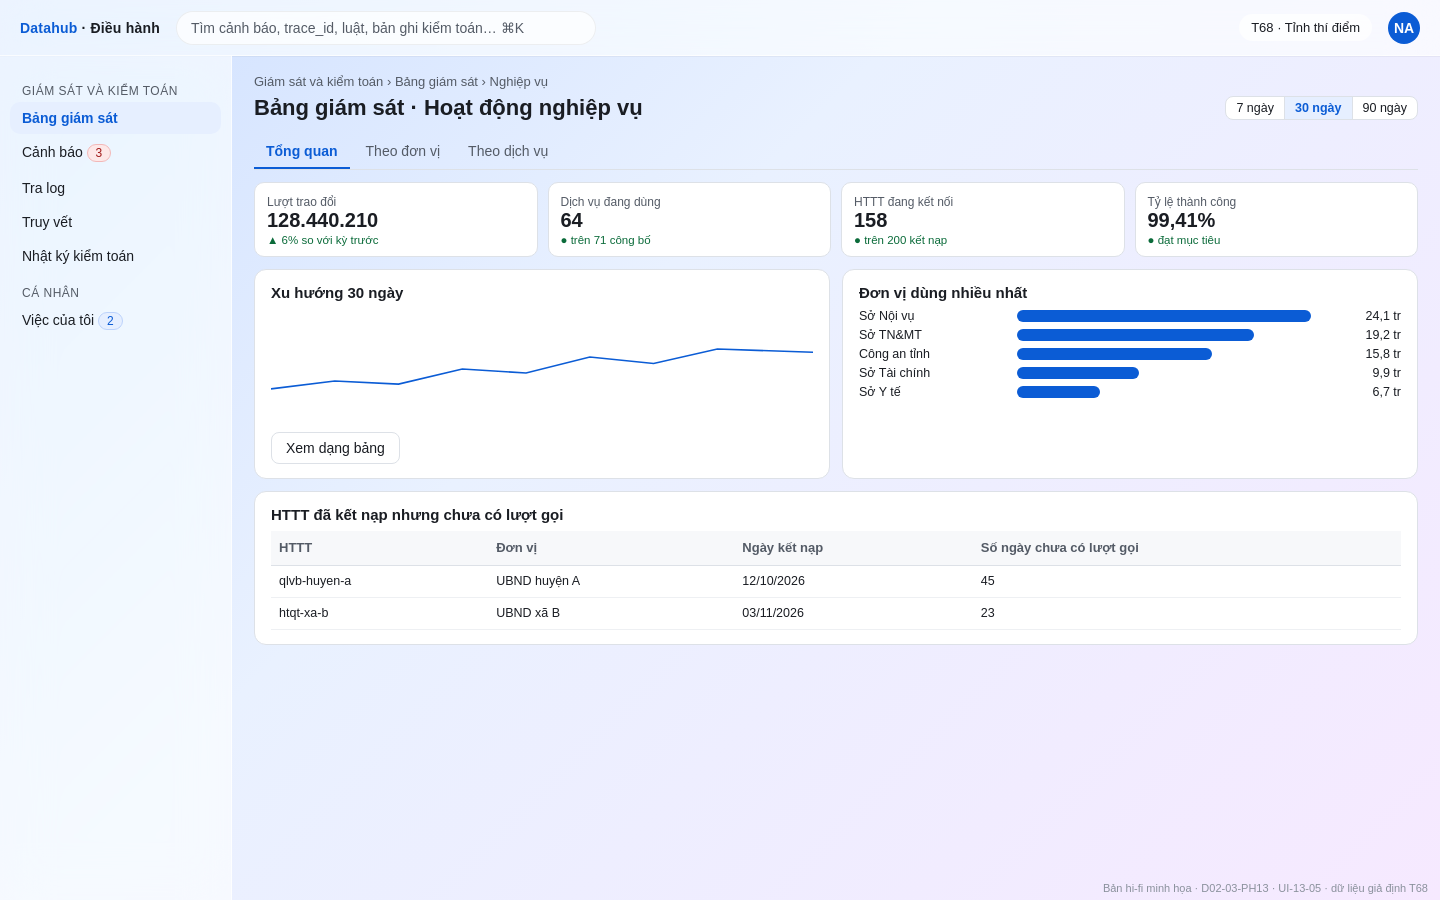 Datahub · Điều hành
Tìm cảnh báo, trace_id, luật, bản ghi kiểm toán… ⌘K
T68 · Tỉnh thí điểm
NA
GIÁM SÁT VÀ KIỂM TOÁN
Bảng giám sát
Cảnh báo 3
Tra log
Truy vết
Nhật ký kiểm toán
CÁ NHÂN
Việc của tôi 2
Giám sát và kiểm toán › Bảng giám sát › Nghiệp vụ
Bảng giám sát · Hoạt động nghiệp vụ
7 ngày 30 ngày 90 ngày
Tổng quan Theo đơn vị Theo dịch vụ
Lượt trao đổi
128.440.210
▲ 6% so với kỳ trước
Dịch vụ đang dùng
64
● trên 71 công bố
HTTT đang kết nối
158
● trên 200 kết nạp
Tỷ lệ thành công
99,41%
● đạt mục tiêu
Xu hướng 30 ngày
Xem dạng bảng
Đơn vị dùng nhiều nhất
Sở Nội vụ 24,1 tr
Sở TN&MT 19,2 tr
Công an tỉnh 15,8 tr
Sở Tài chính 9,9 tr
Sở Y tế 6,7 tr
HTTT đã kết nạp nhưng chưa có lượt gọi
HTTT Đơn vị Ngày kết nạp Số ngày chưa có lượt gọi
qlvb-huyen-a UBND huyện A 12/10/2026 45
htqt-xa-b UBND xã B 03/11/2026 23
Bản hi-fi minh họa · D02-03-PH13 · UI-13-05 · dữ liệu giả định T68